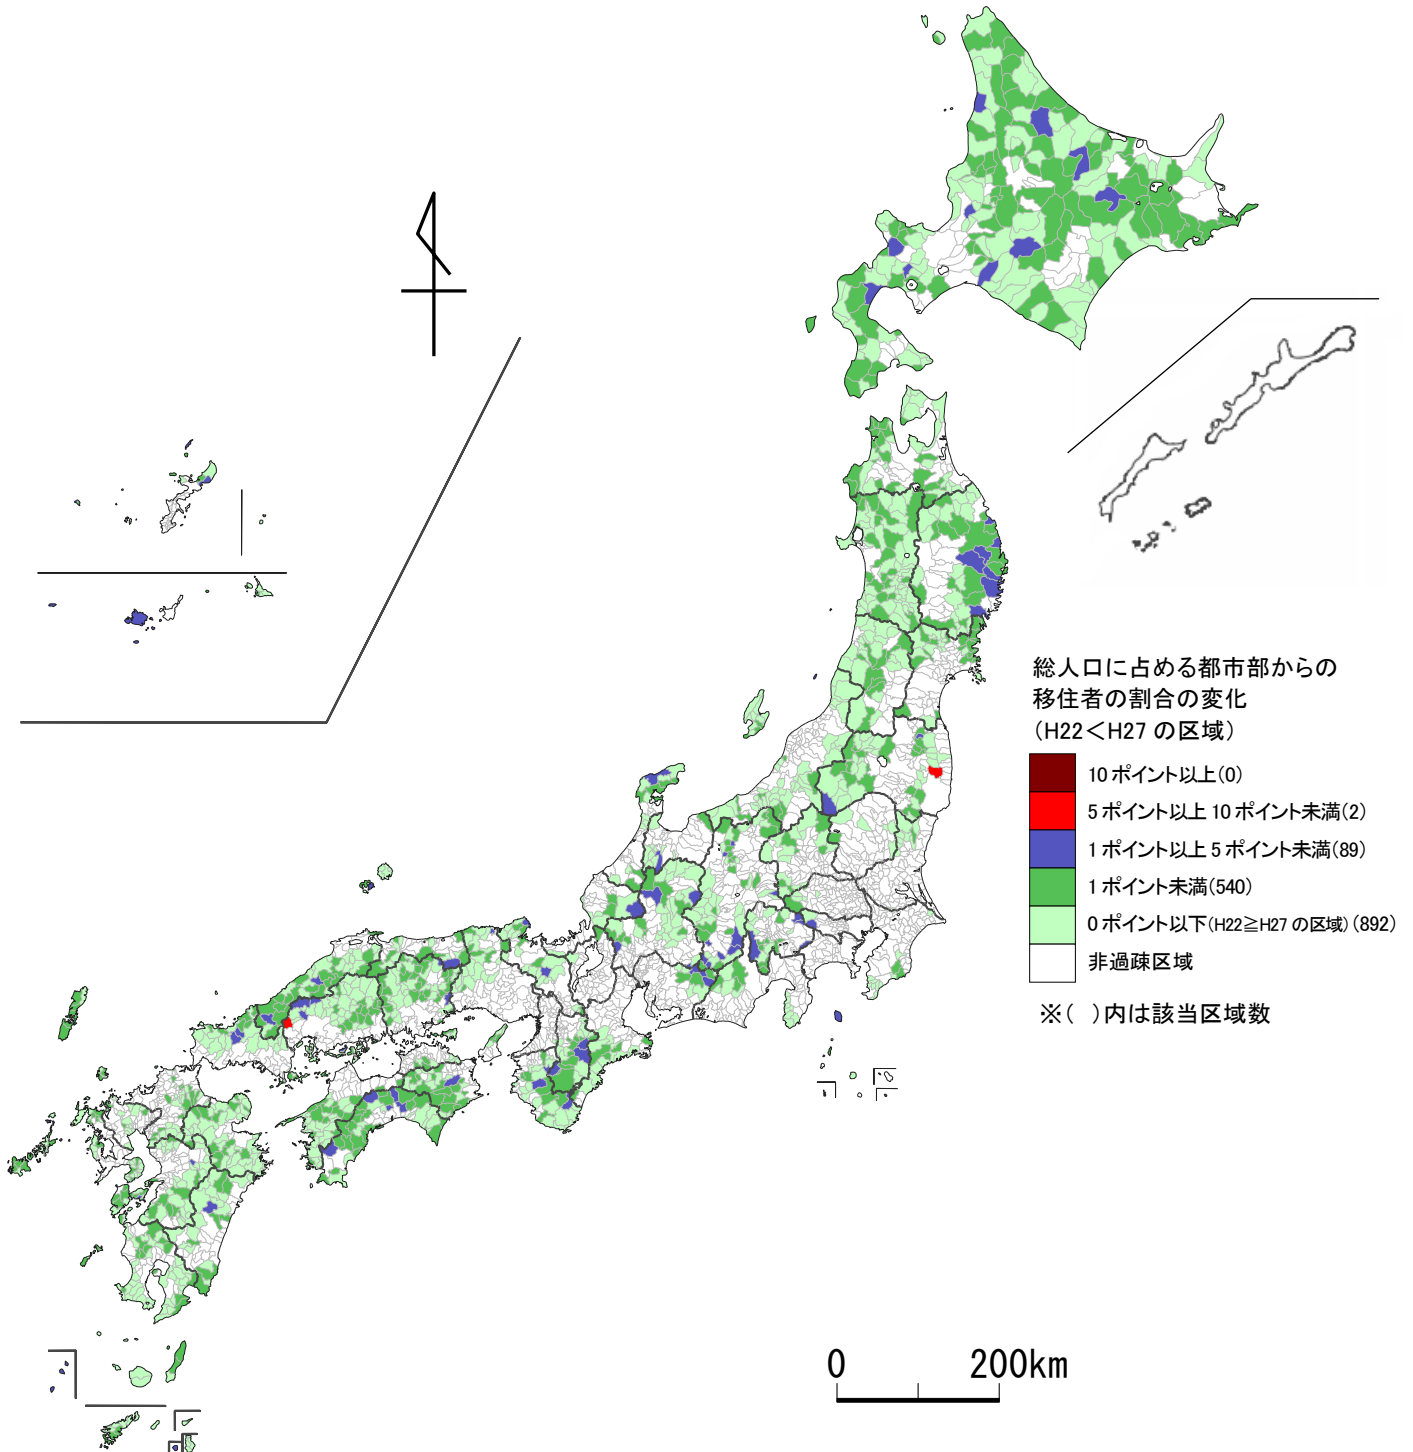 総人口に占める都市部からの
移住者の割合の変化
(H22＜H27 の区域)
10 ポイント以上(0)
5 ポイント以上 10 ポイント未満(2)
1 ポイント以上 5 ポイント未満(89)
1 ポイント未満(540)
0 ポイント以下(H22≧H27 の区域) (892)
非過疎区域
※( )内は該当区域数
0 200km